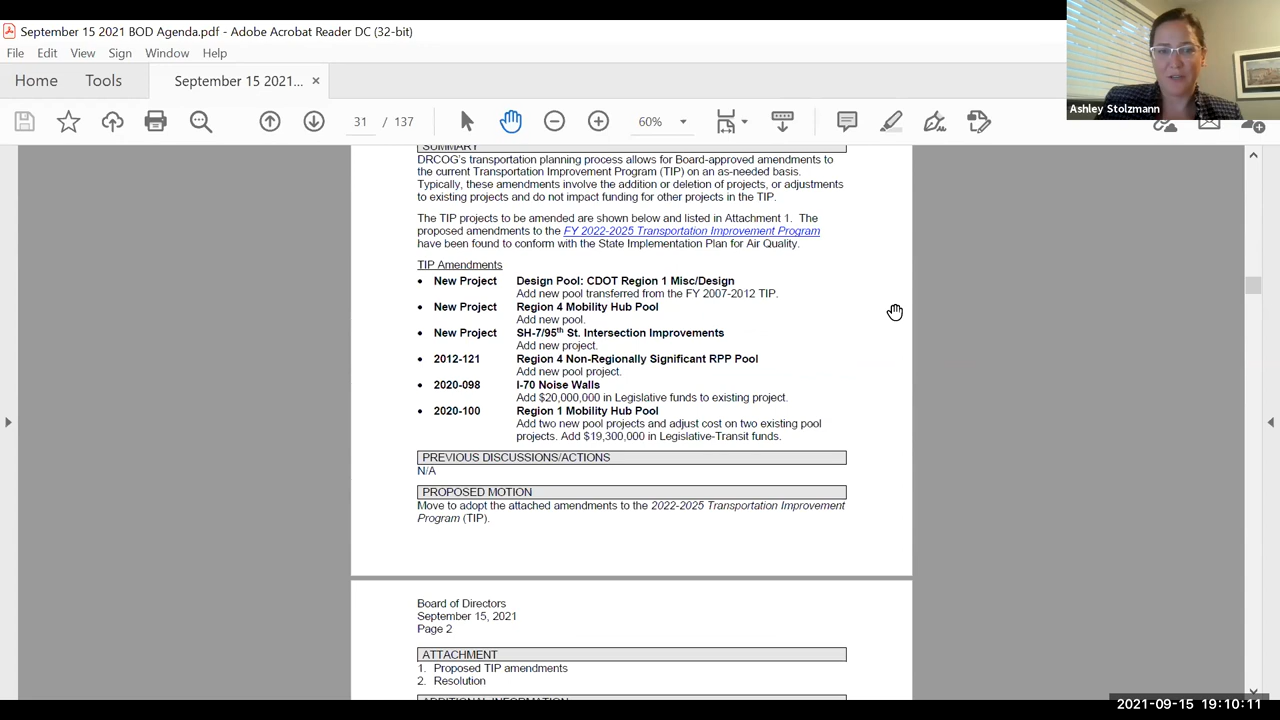 September 15 2021 BOD Agenda.pdf - Adobe Acrobat Reader DC (32-bit)
File Edit View Sign Window Help
Home Tools September 15 2021... ×
31 / 137 60%
Ashley Stolzmann
SUMMARY
DRCOG's transportation planning process allows for Board-approved amendments to
the current Transportation Improvement Program (TIP) on an as-needed basis.
Typically, these amendments involve the addition or deletion of projects, or adjustments
to existing projects and do not impact funding for other projects in the TIP.
The TIP projects to be amended are shown below and listed in Attachment 1. The
proposed amendments to the FY 2022-2025 Transportation Improvement Program
have been found to conform with the State Implementation Plan for Air Quality.
TIP Amendments
• New Project Design Pool: CDOT Region 1 Misc/Design
Add new pool transferred from the FY 2007-2012 TIP.
• New Project Region 4 Mobility Hub Pool
Add new pool.
• New Project SH-7/95th St. Intersection Improvements
Add new project.
• 2012-121 Region 4 Non-Regionally Significant RPP Pool
Add new pool project.
• 2020-098 I-70 Noise Walls
Add $20,000,000 in Legislative funds to existing project.
• 2020-100 Region 1 Mobility Hub Pool
Add two new pool projects and adjust cost on two existing pool
projects. Add $19,300,000 in Legislative-Transit funds.
PREVIOUS DISCUSSIONS/ACTIONS
N/A
PROPOSED MOTION
Move to adopt the attached amendments to the 2022-2025 Transportation Improvement
Program (TIP).
Board of Directors
September 15, 2021
Page 2
ATTACHMENT
1. Proposed TIP amendments
2. Resolution
ADDITIONAL INFORMATION
2021-09-15 19:10:11